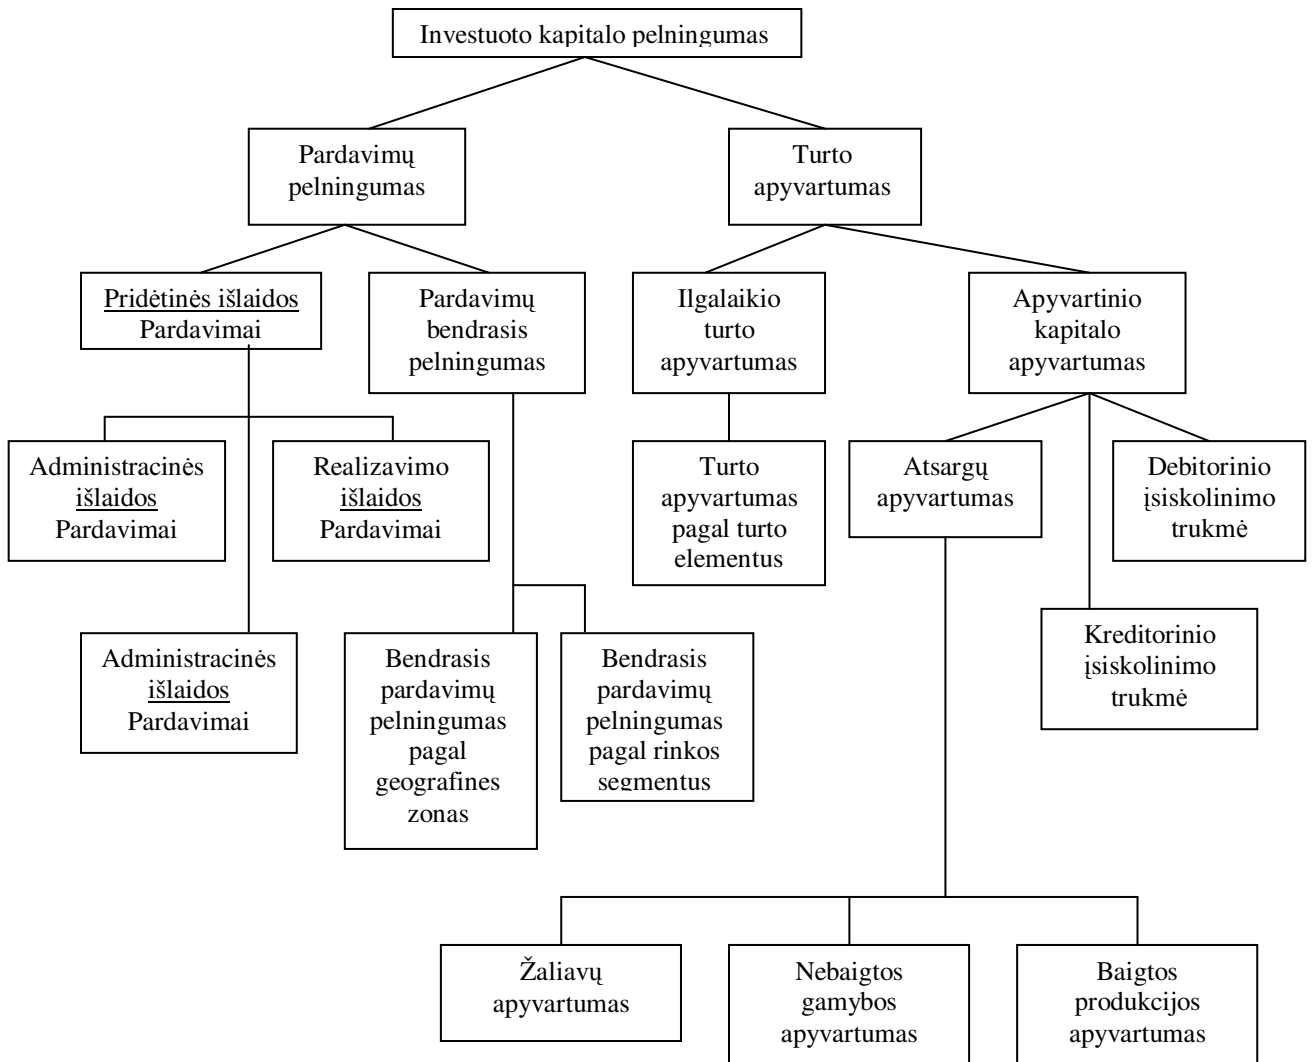 Investuoto kapitalo pelningumas
Pardavimų
pelningumas
Turto
apyvartumas
Pridėtinės išlaidos
Pardavimai
Pardavimų
bendrasis
pelningumas
Ilgalaikio
turto
apyvartumas
Apyvartinio
kapitalo
apyvartumas
Administracinės
išlaidos
Pardavimai
Realizavimo
išlaidos
Pardavimai
Turto
apyvartumas
pagal turto
elementus
Atsargų
apyvartumas
Debitorinio
įsiskolinimo
trukmė
Kreditorinio
įsiskolinimo
trukmė
Administracinės
išlaidos
Pardavimai
Bendrasis
pardavimų
pelningumas
pagal
geografines
zonas
Bendrasis
pardavimų
pelningumas
pagal rinkos
segmentus
Žaliavų
apyvartumas
Nebaigtos
gamybos
apyvartumas
Baigtos
produkcijos
apyvartumas